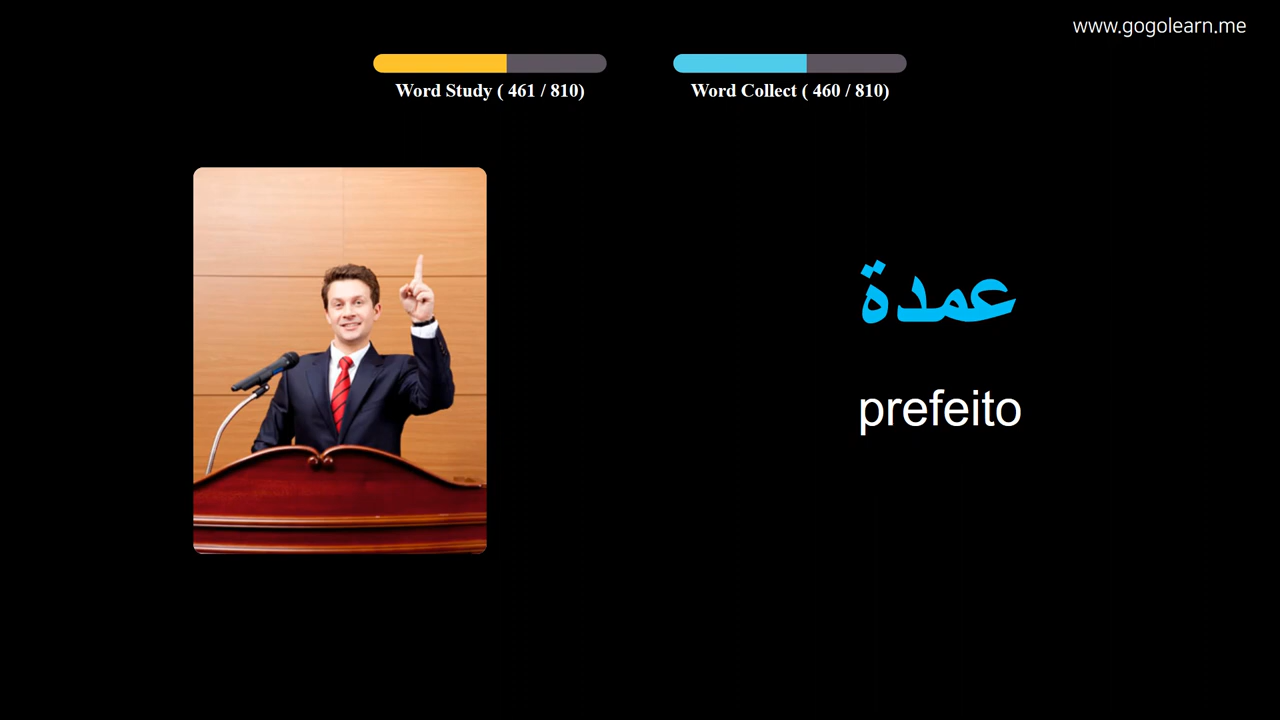 www.gogolearn.me
Word Study ( 461 / 810)
Word Collect ( 460 / 810)
عمدة
prefeito